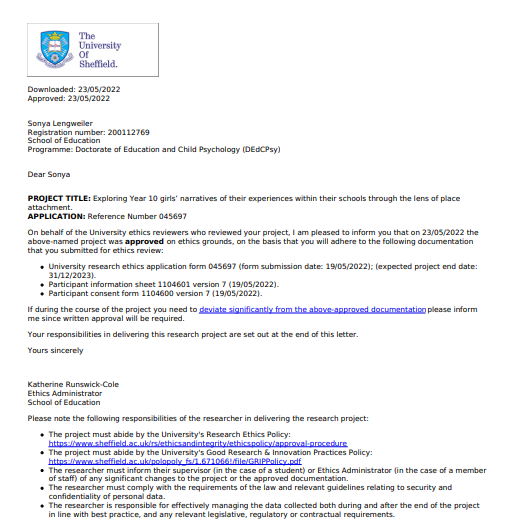 The
University
Of
Sheffield.
Downloaded: 23/05/2022
Approved: 23/05/2022
Sonya Lengweiler
Registration number: 200112769
School of Education
Programme: Doctorate of Education and Child Psychology (DEdCPsy)
Dear Sonya
PROJECT TITLE: Exploring Year 10 girls' narratives of their experiences within their schools through the lens of place
attachment.
APPLICATION: Reference Number 045697
On behalf of the University ethics reviewers who reviewed your project, I am pleased to inform you that on 23/05/2022 the
above-named project was approved on ethics grounds, on the basis that you will adhere to the following documentation
that you submitted for ethics review:
• University research ethics application form 045697 (form submission date: 19/05/2022); (expected project end date:
31/12/2023).
• Participant information sheet 1104601 version 7 (19/05/2022).
• Participant consent form 1104600 version 7 (19/05/2022).
If during the course of the project you need to deviate significantly from the above-approved documentation please inform
me since written approval will be required.
Your responsibilities in delivering this research project are set out at the end of this letter.
Yours sincerely
Katherine Runswick-Cole
Ethics Administrator
School of Education
Please note the following responsibilities of the researcher in delivering the research project:
• The project must abide by the University's Research Ethics Policy:
https://www.sheffield.ac.uk/rs/ethicsandintegrity/ethicspolicy/approval-procedure
• The project must abide by the University's Good Research & Innovation Practices Policy:
https://www.sheffield.ac.uk/polopoly_fs/1.671066!/file/GRIPPolicy.pdf
• The researcher must inform their supervisor (in the case of a student) or Ethics Administrator (in the case of a member
of staff) of any significant changes to the project or the approved documentation.
• The researcher must comply with the requirements of the law and relevant guidelines relating to security and
confidentiality of personal data.
• The researcher is responsible for effectively managing the data collected both during and after the end of the project
in line with best practice, and any relevant legislative, regulatory or contractual requirements.